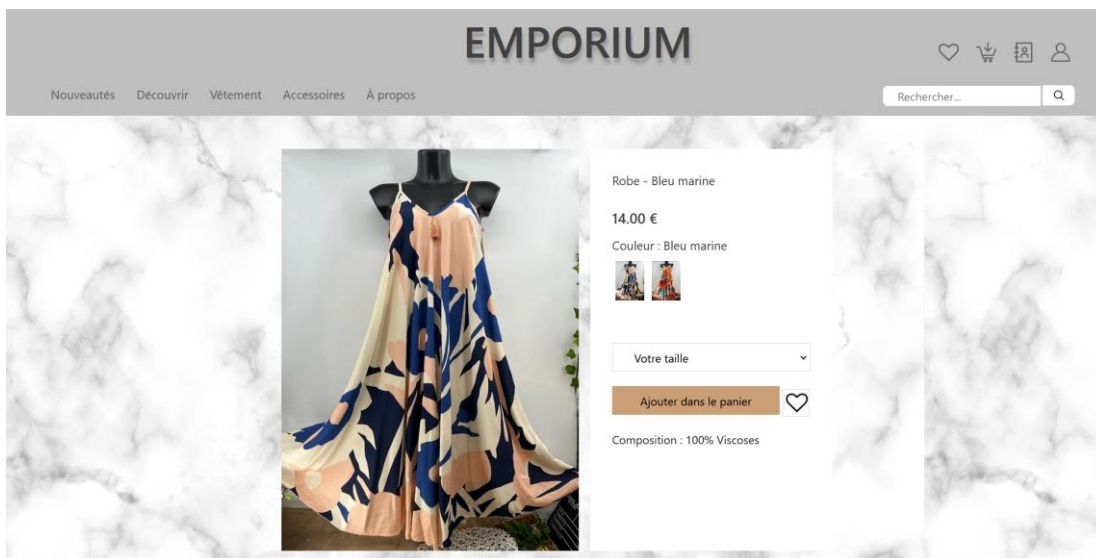 EMPORIUM
Nouveautés Découvrir Vêtement Accessoires À propos
Rechercher...
Robe - Bleu marine
14.00 €
Couleur : Bleu marine
Votre taille
Ajouter dans le panier
Composition : 100% Viscoses